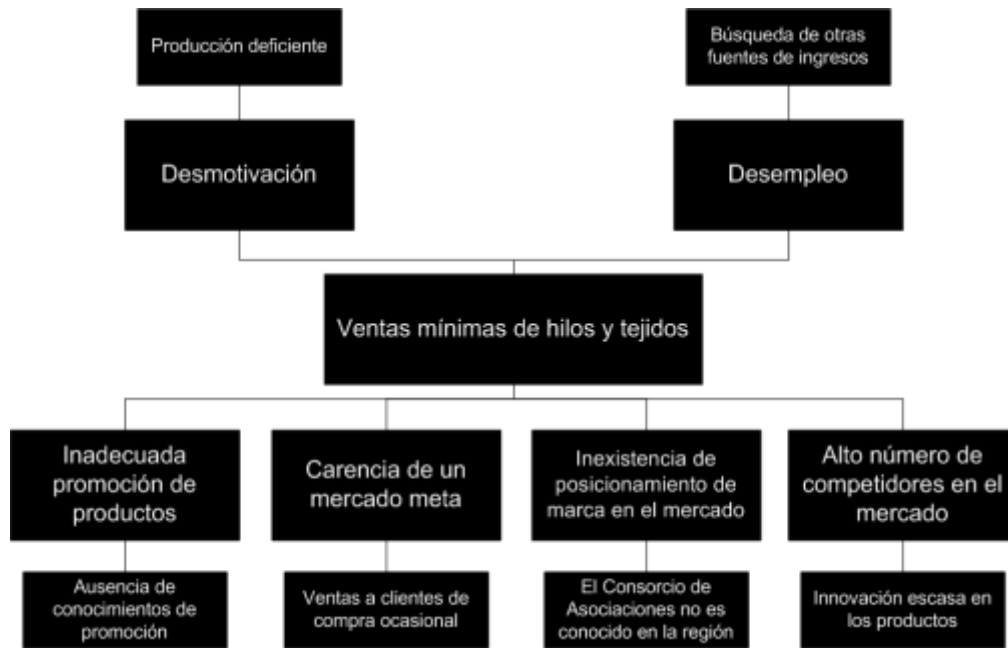 Producción deficiente
Búsqueda de otras
fuentes de ingresos
Desmotivación
Desempleo
Ventas mínimas de hilos y tejidos
Inadecuada
promoción de
productos
Carencia de un
mercado meta
Inexistencia de
posicionamiento de
marca en el mercado
Alto número de
competidores en el
mercado
Ausencia de
conocimientos de
promoción
Ventas a clientes de
compra ocasional
El Consorcio de
Asociaciones no es
conocido en la región
Innovación escasa en
los productos